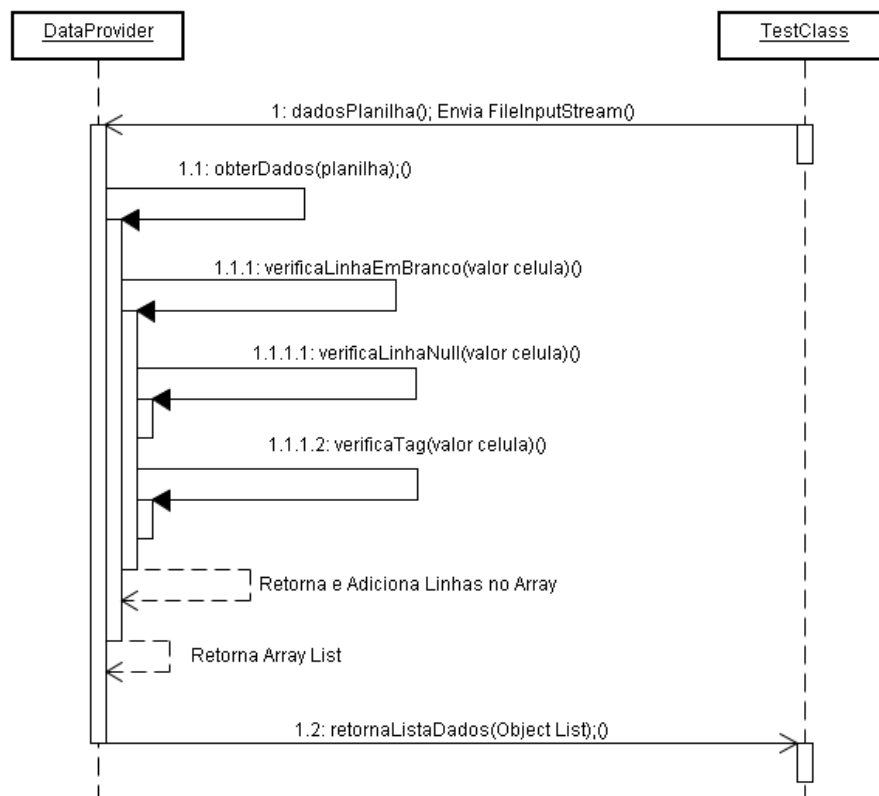 DataProvider
TestClass
1: dadosPlanilha(); Envia FileInputStream()
1.1: obterDados(planilha);()
1.1.1: verificaLinhaEmBranco(valor celula)()
1.1.1.1: verificaLinhaNull(valor celula)()
1.1.1.2: verificaTag(valor celula)()
Retorna e Adiciona Linhas no Array
Retorna Array List
1.2: retornaListaDados(Object List);()